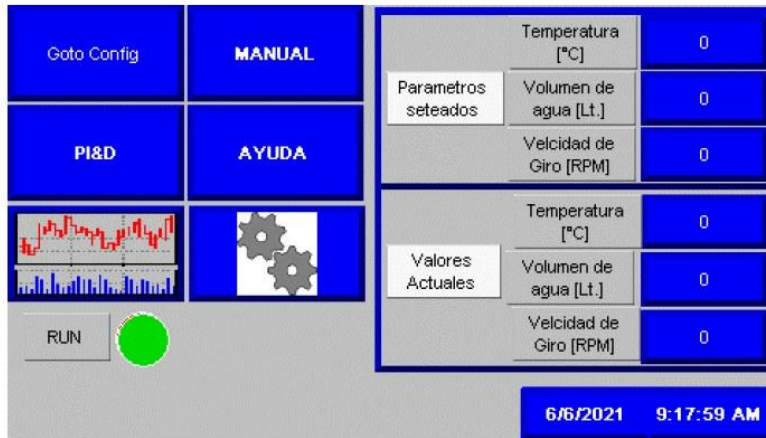 Goto Config
MANUAL
PI&D
AYUDA
RUN
Parametros
seteados
Temperatura
[°C]
0
Volumen de
agua [Lt.]
0
Velcidad de
Giro [RPM]
0
Valores
Actuales
Temperatura
[°C]
0
Volumen de
agua [Lt.]
0
Velcidad de
Giro [RPM]
0
6/6/2021 9:17:59 AM